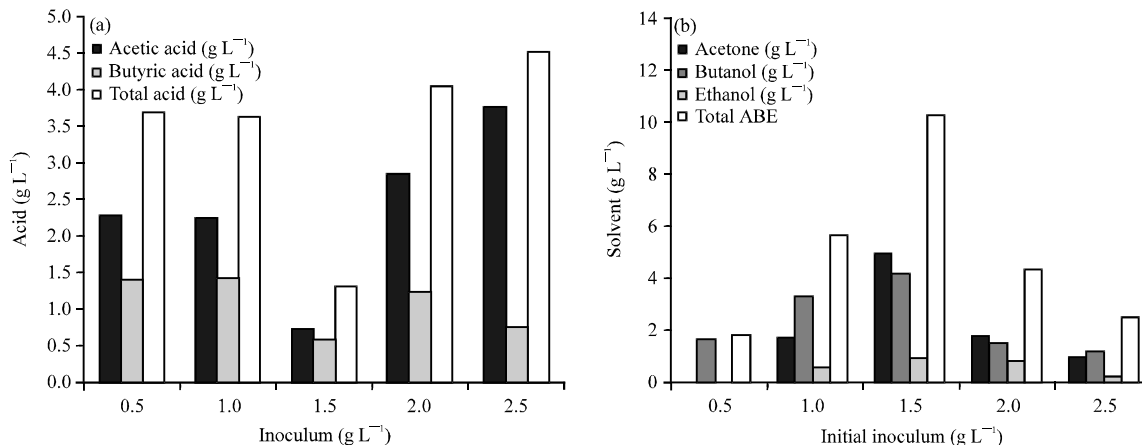 (a)
Acetic acid (g L⁻¹)
Butyric acid (g L⁻¹)
Total acid (g L⁻¹)
Acid (g L⁻¹)
5.0
4.5
4.0
3.5
3.0
2.5
2.0
1.5
1.0
0.5
0.0
0.5 1.0 1.5 2.0 2.5
Inoculum (g L⁻¹)
(b)
Acetone (g L⁻¹)
Butanol (g L⁻¹)
Ethanol (g L⁻¹)
Total ABE
Solvent (g L⁻¹)
14
12
10
8
6
4
2
0
0.5 1.0 1.5 2.0 2.5
Initial inoculum (g L⁻¹)